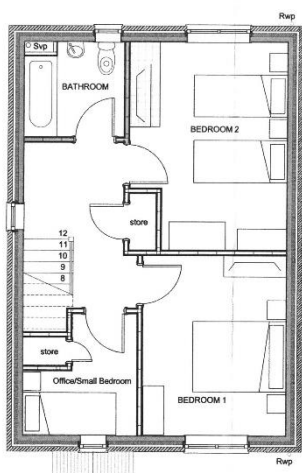 Rwp
Svp
BATHROOM
BEDROOM 2
store
12
11
10
9
8
store
Office/Small Bedroom
BEDROOM 1
Rwp